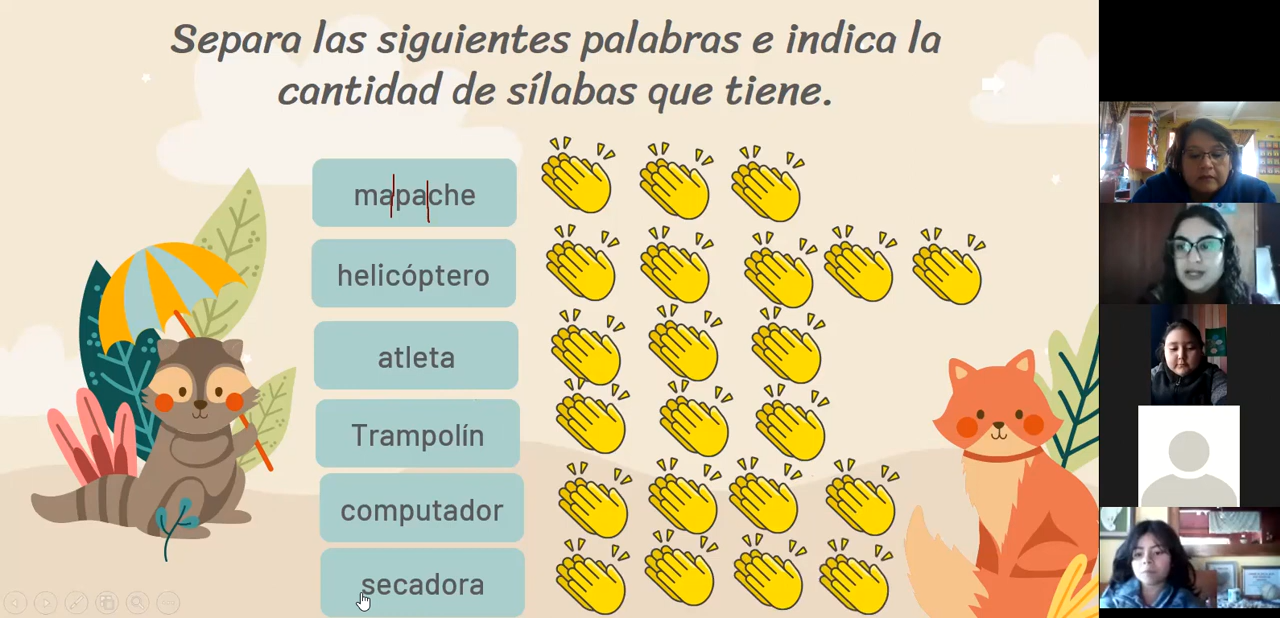 Separa las siguientes palabras e indica la
cantidad de sílabas que tiene.
mapache
helicóptero
atleta
Trampolín
computador
secadora